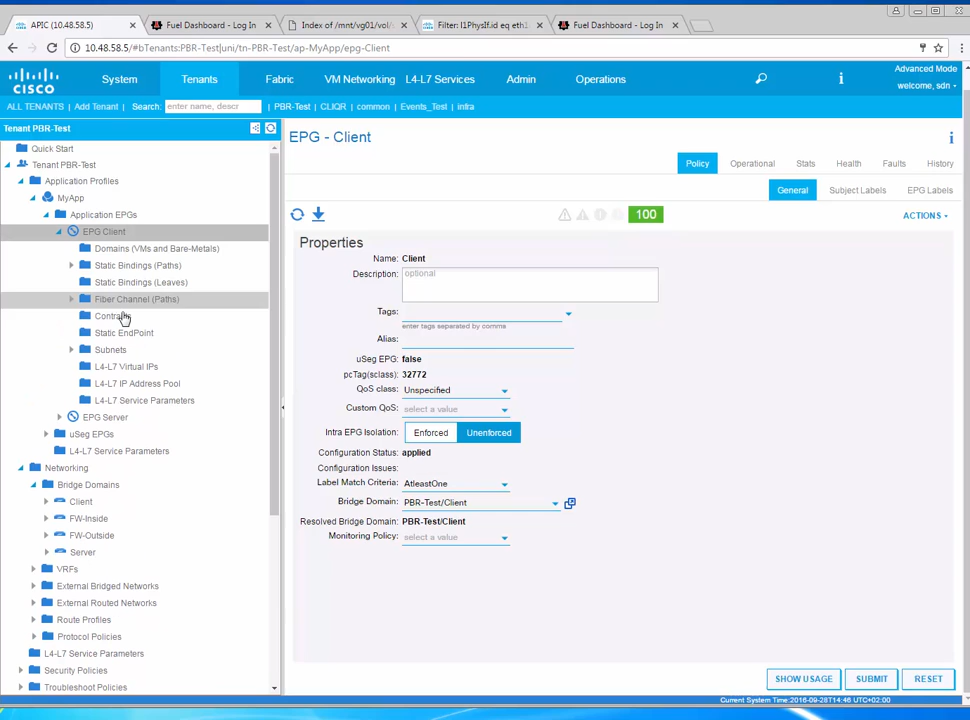 APIC (10.48.58.5) × Fuel Dashboard - Log In × Index of /mnt/vg01/vol/ × Filter: l1PhysIf.id eq eth1 × Fuel Dashboard - Log In ×
10.48.58.5/#bTenants:PBR-Test|uni/tn-PBR-Test/ap-MyApp/epg-Client
CISCO System Tenants Fabric VM Networking L4-L7 Services Admin Operations i Advanced Mode
welcome, sdn
ALL TENANTS | Add Tenant | Search: enter name, descr | PBR-Test | CLIQR | common | Events_Test | infra
Tenant PBR-Test
Quick Start
Tenant PBR-Test
Application Profiles
MyApp
Application EPGs
EPG Client
Domains (VMs and Bare-Metals)
Static Bindings (Paths)
Static Bindings (Leaves)
Fiber Channel (Paths)
Static EndPoint
Subnets
L4-L7 Virtual IPs
L4-L7 IP Address Pool
L4-L7 Service Parameters
EPG Server
uSeg EPGs
L4-L7 Service Parameters
Networking
Bridge Domains
Client
FW-Inside
FW-Outside
Server
VRFs
External Bridged Networks
External Routed Networks
Route Profiles
Protocol Policies
L4-L7 Service Parameters
Security Policies
Troubleshoot Policies
EPG - Client i
Policy Operational Stats Health Faults History
General Subject Labels EPG Labels
100 ACTIONS
Properties
Name: Client
Description: optional
Tags:
enter tags separated by comma
Alias:
uSeg EPG: false
pcTag(sclass): 32772
QoS class: Unspecified
Custom QoS: select a value
Intra EPG Isolation: Enforced Unenforced
Configuration Status: applied
Configuration Issues:
Label Match Criteria: AtleastOne
Bridge Domain: PBR-Test/Client
Resolved Bridge Domain: PBR-Test/Client
Monitoring Policy: select a value
SHOW USAGE SUBMIT RESET
Current System Time:2016-09-28T14:46 UTC+02:00